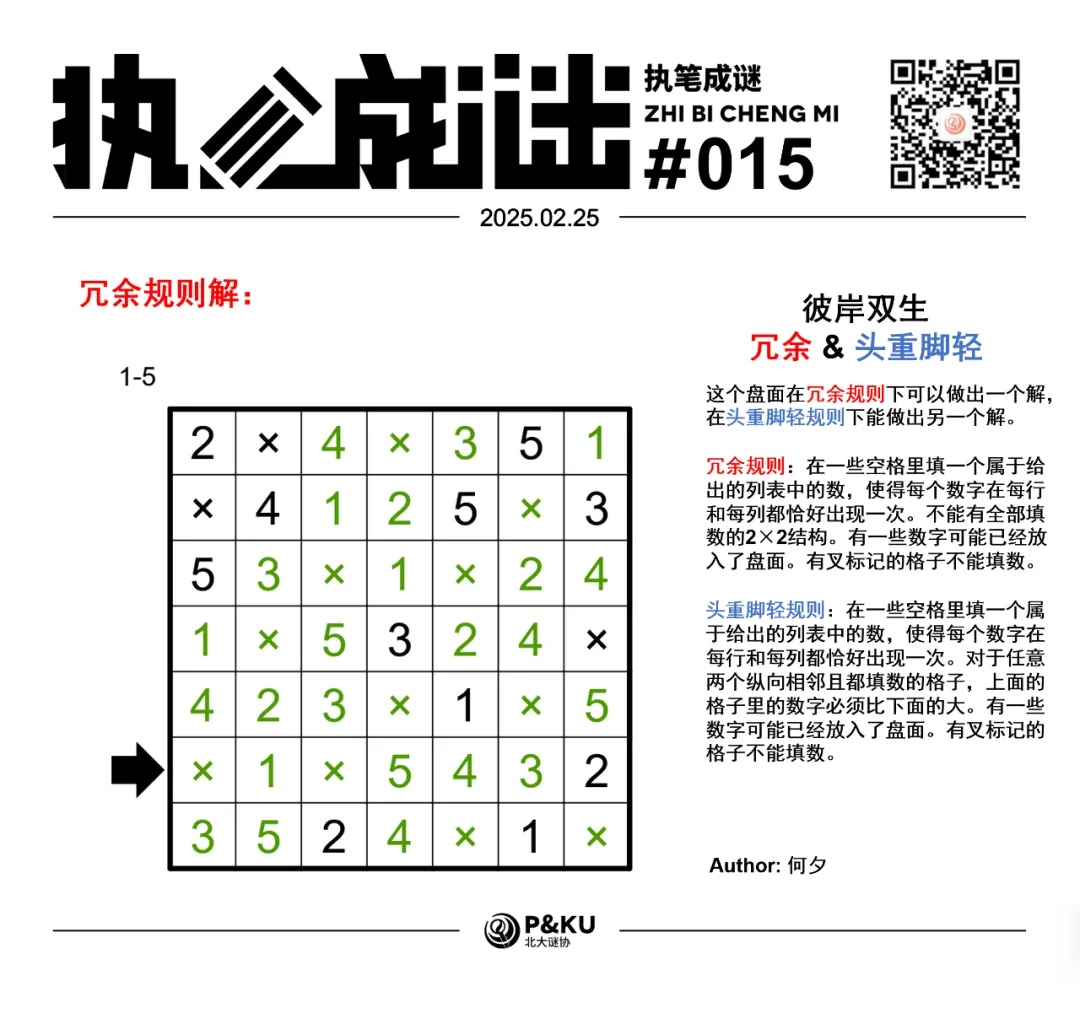 执笔成谜
执笔成谜
ZHI BI CHENG MI
#015
2025.02.25
冗余规则解：
1-5
2 × 4 × 3 5 1
× 4 1 2 5 × 3
5 3 × 1 × 2 4
1 × 5 3 2 4 ×
4 2 3 × 1 × 5
× 1 × 5 4 3 2
3 5 2 4 × 1 ×
彼岸双生
冗余 & 头重脚轻
这个盘面在冗余规则下可以做出一个解，
在头重脚轻规则下能做出另一个解。
冗余规则：在一些空格里填一个属于给
出的列表中的数，使得每个数字在每行
和每列都恰好出现一次。不能有全部填
数的2×2结构。有一些数字可能已经放
入了盘面。有叉标记的格子不能填数。
头重脚轻规则：在一些空格里填一个属
于给出的列表中的数，使得每个数字在
每行和每列都恰好出现一次。对于任意
两个纵向相邻且都填数的格子，上面的
格子里的数字必须比下面的大。有一些
数字可能已经放入了盘面。有叉标记的
格子不能填数。
Author: 何夕
P&KU
北大谜协